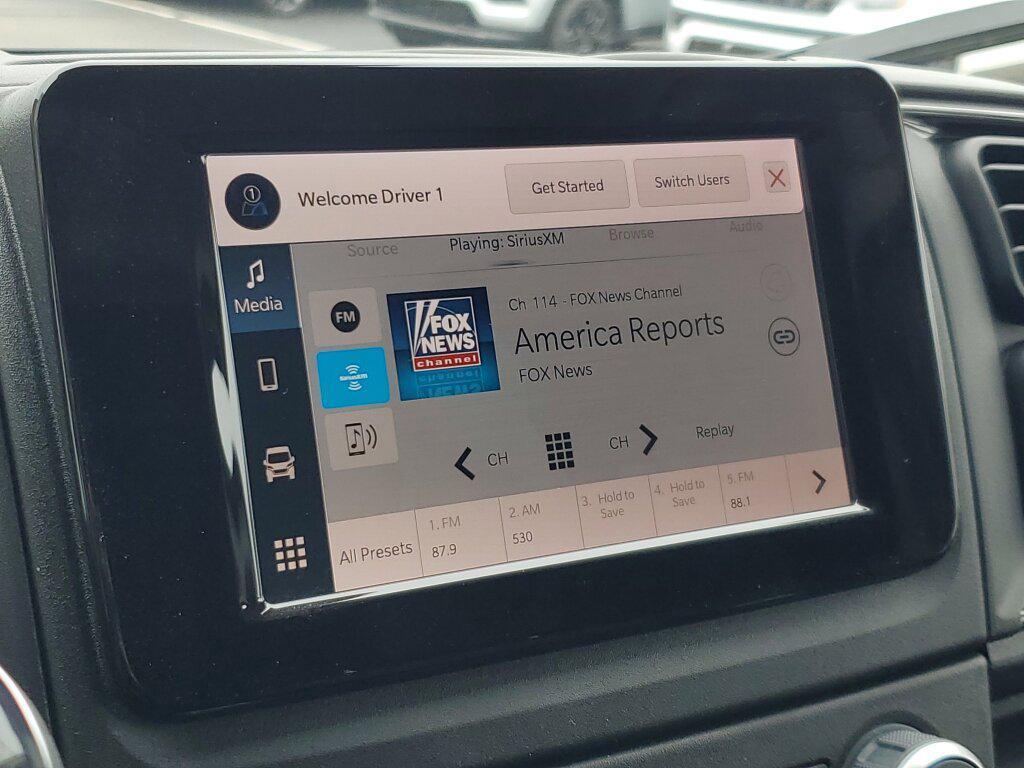 1
Welcome Driver 1
Get Started
Switch Users
Source
Playing: SiriusXM
Browse
Audio
Media
FM
SiriusXM
FOX
NEWS
channel
Ch 114 - FOX News Channel
America Reports
FOX News
CH
CH
Replay
All Presets
1. FM
87.9
2. AM
530
3. Hold to
Save
4. Hold to
Save
5. FM
88.1